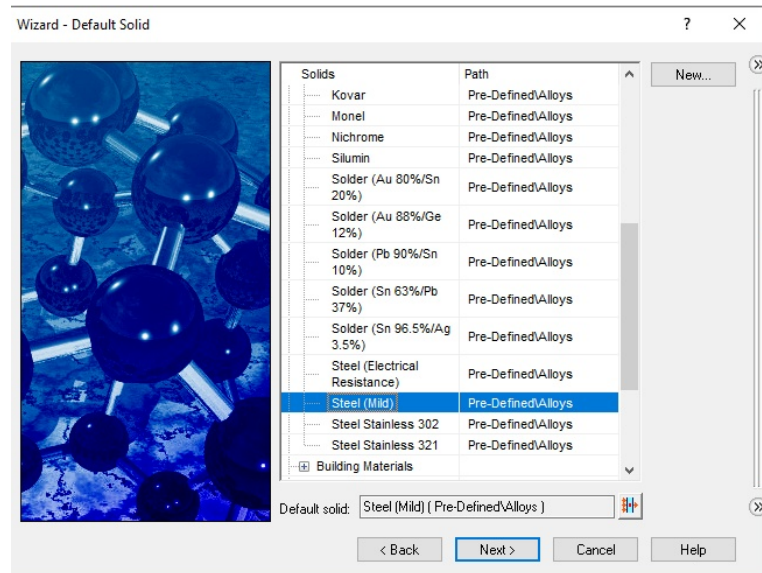 Wizard - Default Solid ? ×
Solids Path
Kovar Pre-Defined\Alloys
Monel Pre-Defined\Alloys
Nichrome Pre-Defined\Alloys
Silumin Pre-Defined\Alloys
Solder (Au 80%/Sn
20%) Pre-Defined\Alloys
Solder (Au 88%/Ge
12%) Pre-Defined\Alloys
Solder (Pb 90%/Sn
10%) Pre-Defined\Alloys
Solder (Sn 63%/Pb
37%) Pre-Defined\Alloys
Solder (Sn 96.5%/Ag
3.5%) Pre-Defined\Alloys
Steel (Electrical
Resistance) Pre-Defined\Alloys
Steel (Mild) Pre-Defined\Alloys
Steel Stainless 302 Pre-Defined\Alloys
Steel Stainless 321 Pre-Defined\Alloys
Building Materials
New...
Default solid: Steel (Mild) ( Pre-Defined\Alloys )
< Back Next > Cancel Help